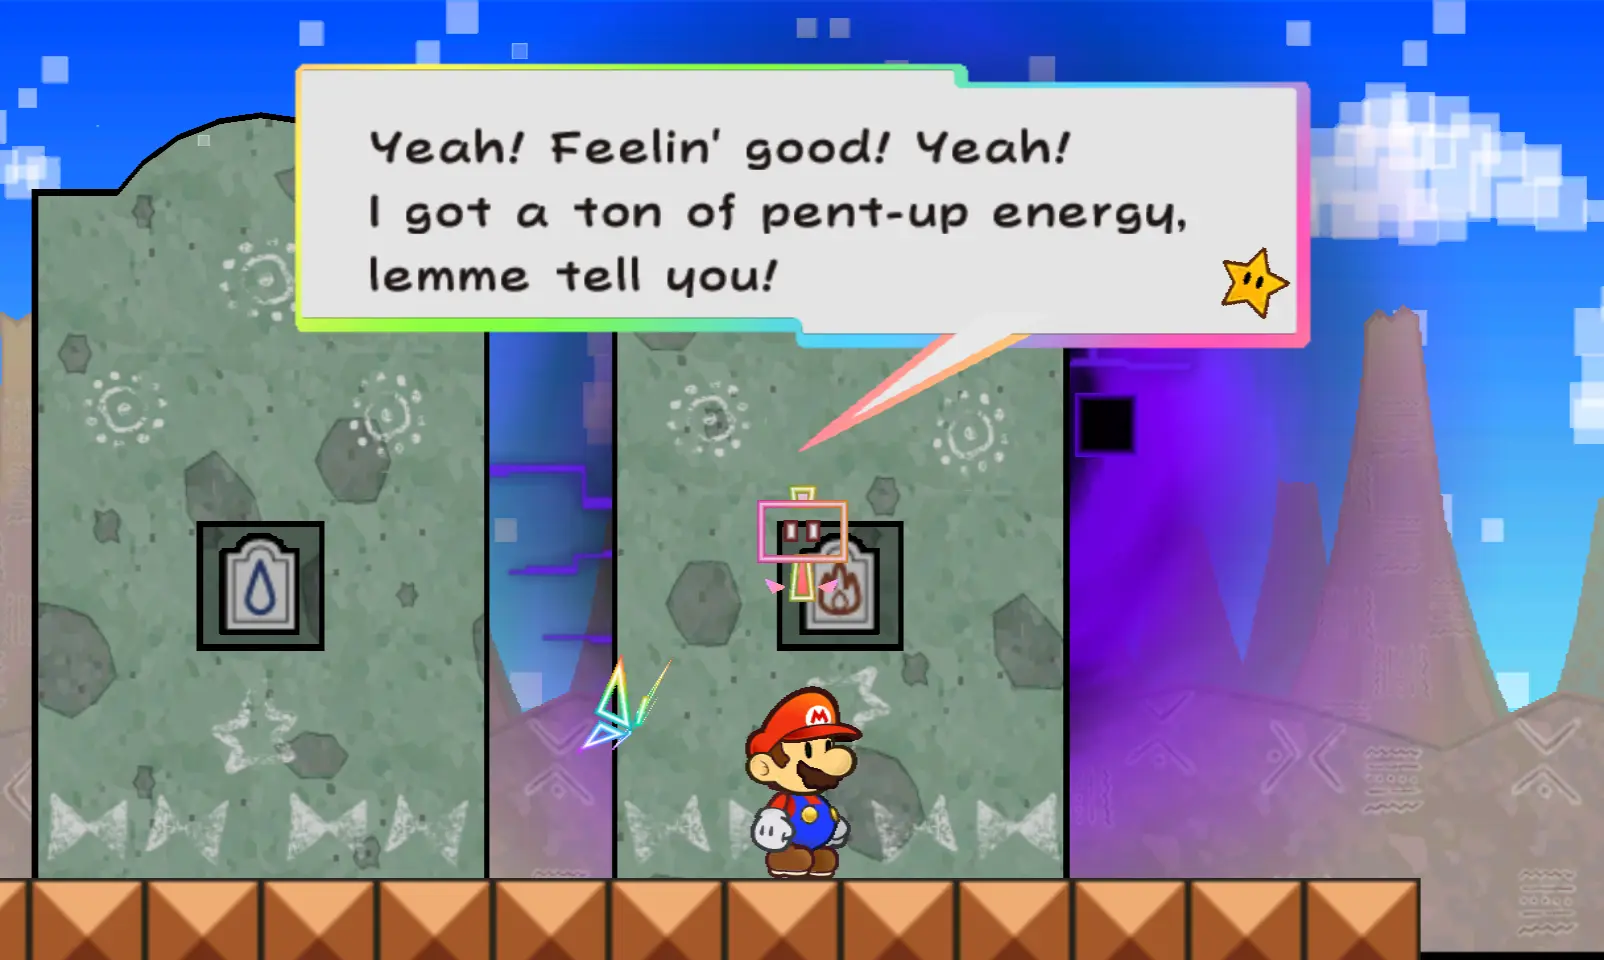 Yeah! Feelin' good! Yeah!
I got a ton of pent-up energy,
lemme tell you!
M